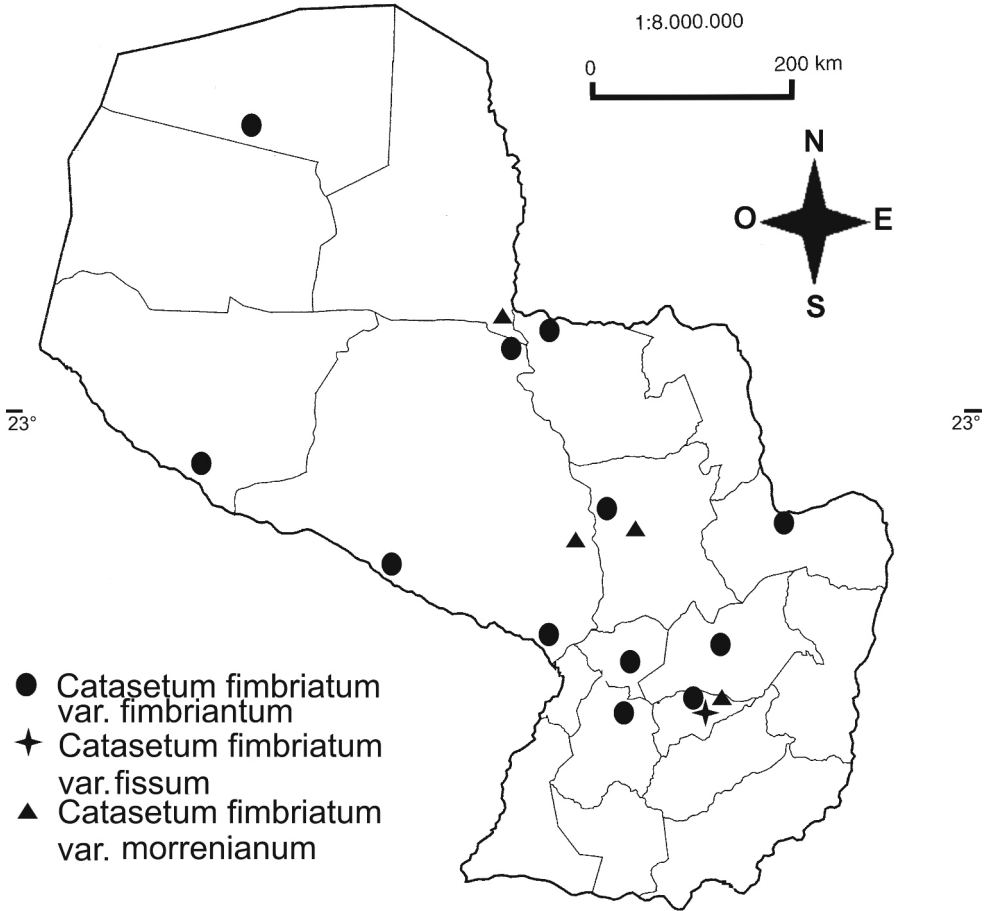 1:8.000.000
0
200 km
N
O
E
S
23°
23°
Catasetum fimbriatum
var. fimbriantum
Catasetum fimbriatum
var. fissum
Catasetum fimbriatum
var. morrenianum